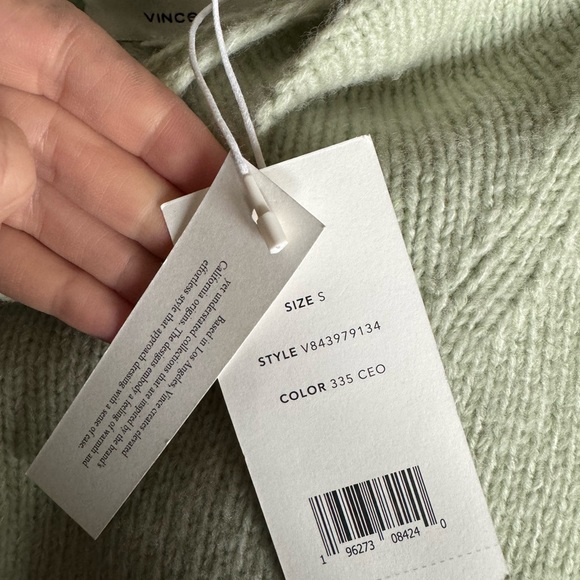 VINCE
Based in Los Angeles, Vince creates elevated
yet understated collections that are inspired by the brand's
California origins. The designs embody a feeling of warmth and
effortless style that approach dressing with a sense of ease.
SIZE S
STYLE V843979134
COLOR 335 CEO
1 96273 08424 0